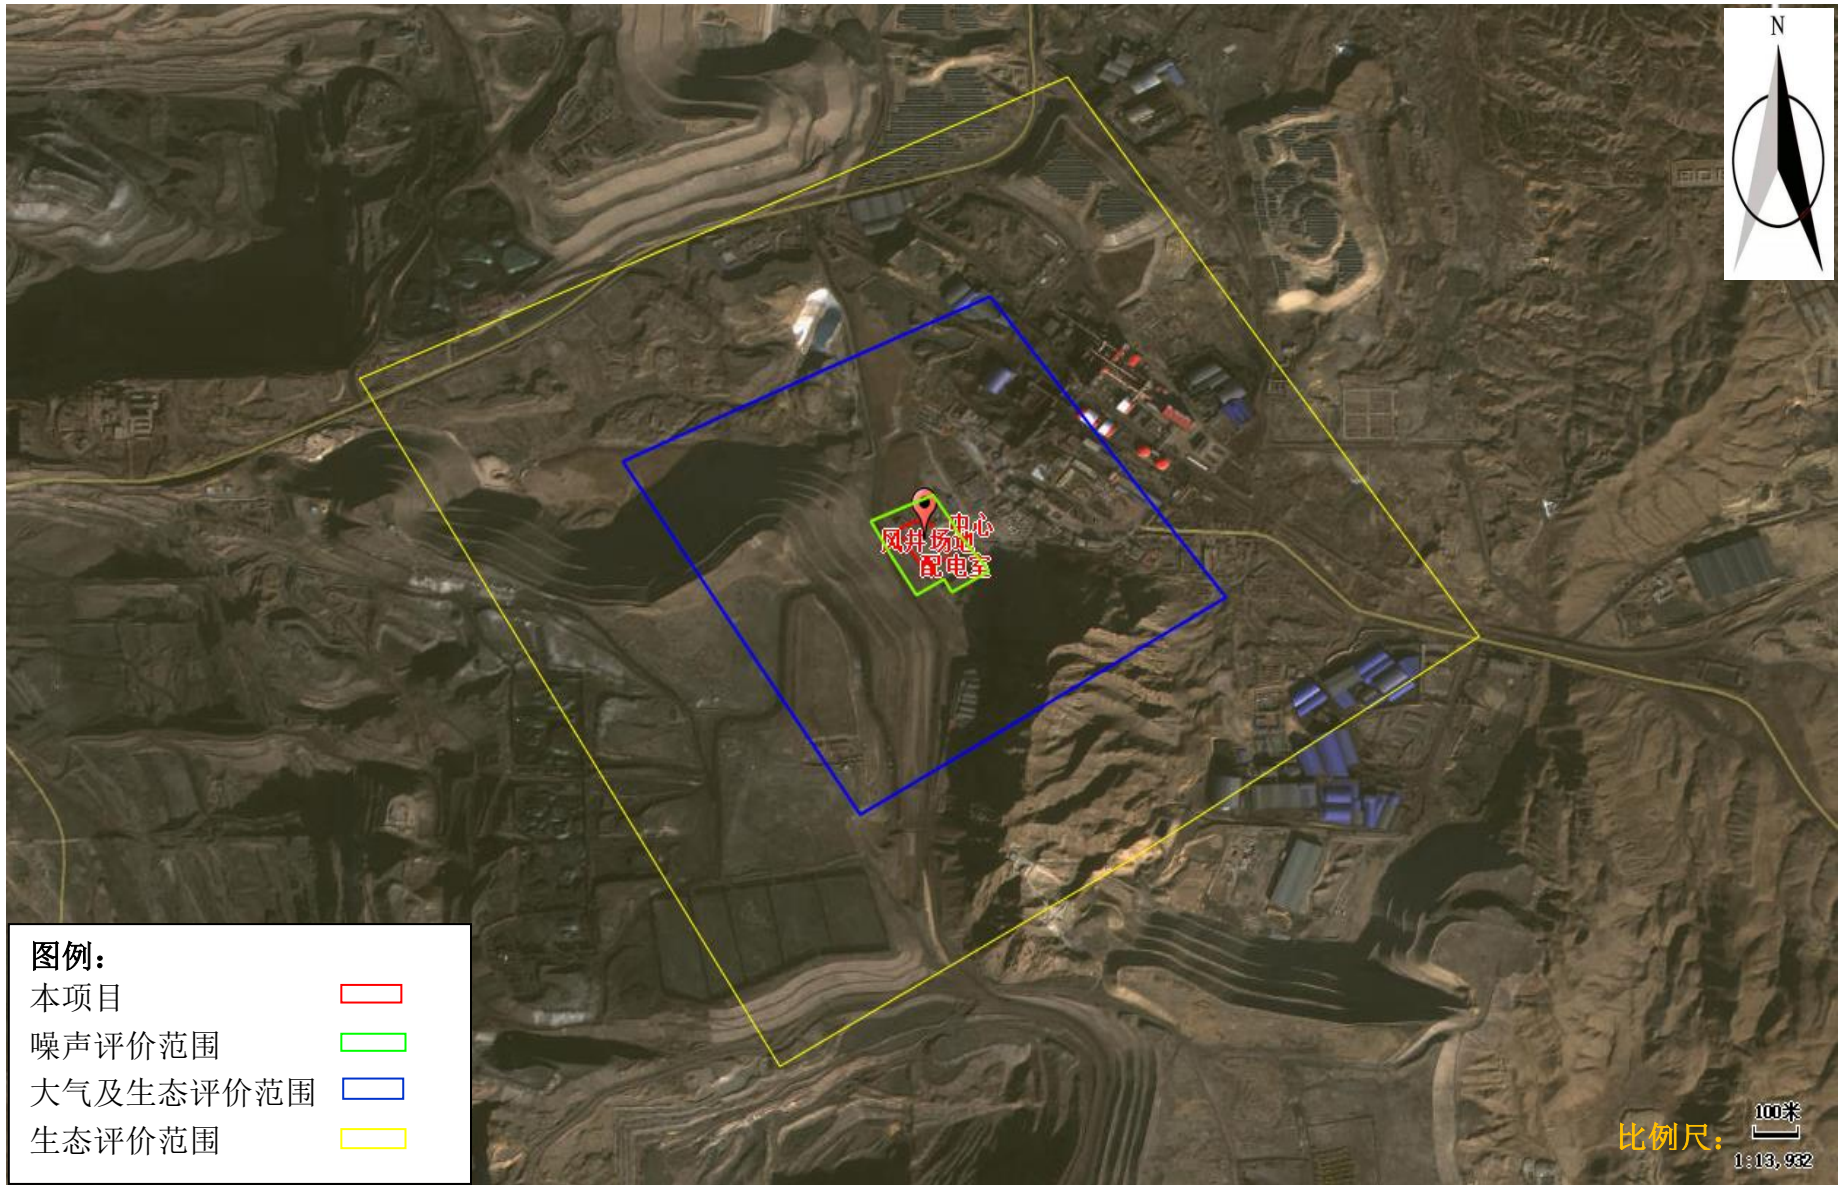 N
中心
风井场地
配电室
图例：
本项目
噪声评价范围
大气及生态评价范围
生态评价范围
100米
比例尺：
1:13,932